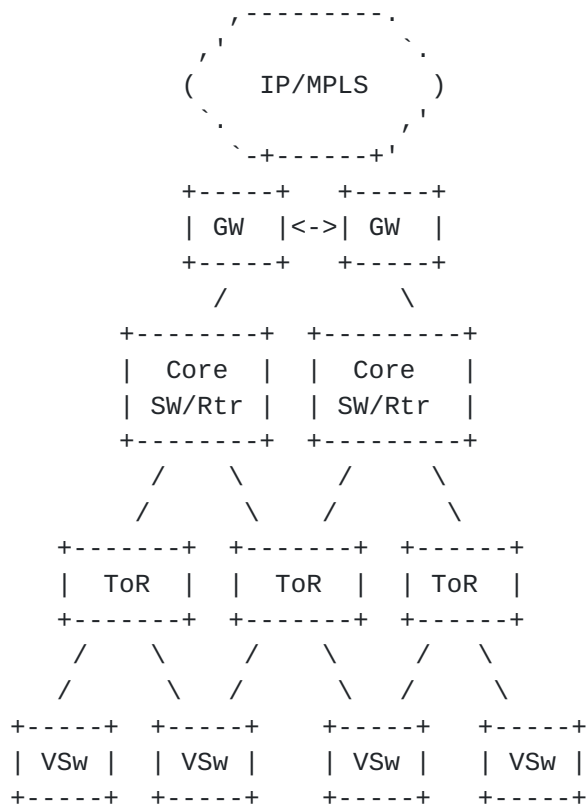 IP/MPLS
GW <-> GW
Core Core
SW/Rtr SW/Rtr
ToR ToR ToR
VSw VSw VSw VSw